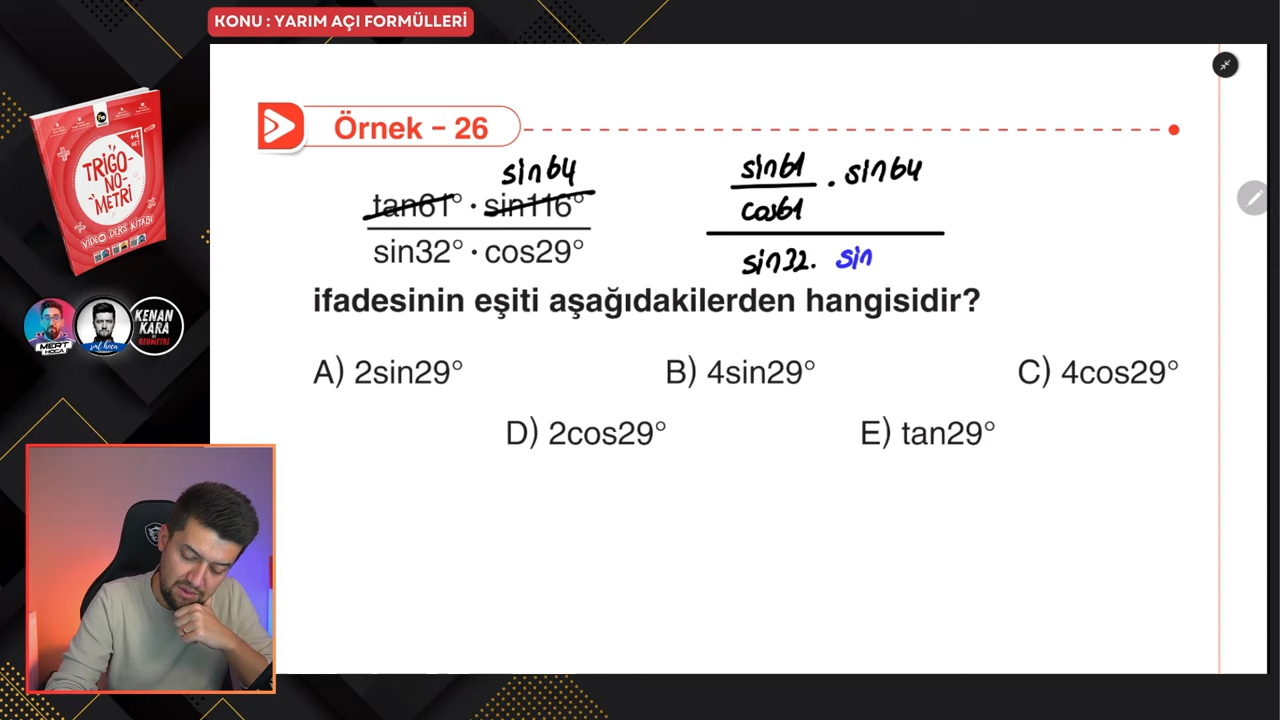 KONU : YARIM AÇI FORMÜLLERİ
+4 NET
TRİGO-
NO-
METRİ
VİDEO DERS KİTABI
MERT HOCA
KENAN
KARA
GEOMETRİ
Örnek - 26
sin64
tan61° · sin116°
sin32° · cos29°
sin61 . sin64
cos61
sin32. sin
ifadesinin eşiti aşağıdakilerden hangisidir?
A) 2sin29° B) 4sin29° C) 4cos29°
D) 2cos29° E) tan29°